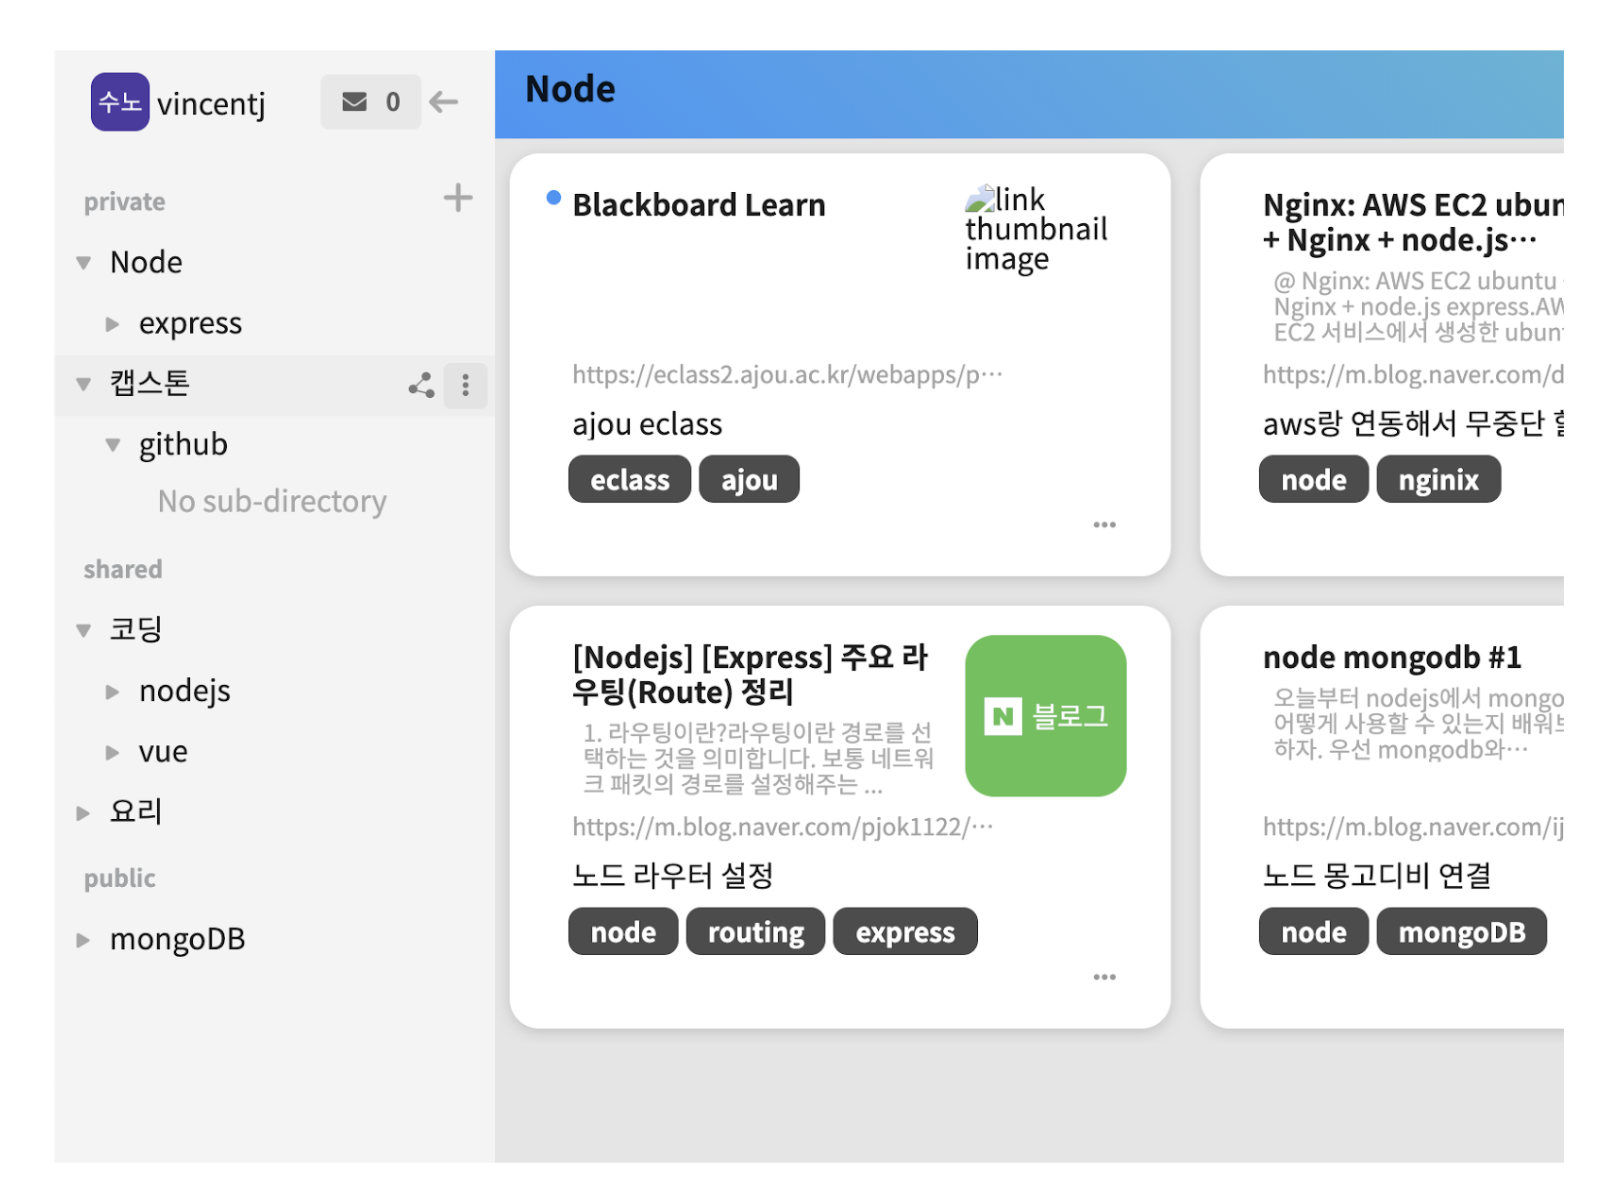 수노 vincentj 0
private
Node
express
캡스톤
github
No sub-directory
shared
코딩
nodejs
vue
요리
public
mongoDB
Node
Blackboard Learn
link
thumbnail
image
https://eclass2.ajou.ac.kr/webapps/p···
ajou eclass
eclass ajou
Nginx: AWS EC2 ubun
+ Nginx + node.js···
@ Nginx: AWS EC2 ubuntu
Nginx + node.js express.AW
EC2 서비스에서 생성한 ubun
https://m.blog.naver.com/d
aws랑 연동해서 무중단
node nginix
[Nodejs] [Express] 주요 라
우팅(Route) 정리
1. 라우팅이란?라우팅이란 경로를 선
택하는 것을 의미합니다. 보통 네트워
크 패킷의 경로를 설정해주는 ...
N 블로그
https://m.blog.naver.com/pjok1122/···
노드 라우터 설정
node routing express
node mongodb #1
오늘부터 nodejs에서 mongo
어떻게 사용할 수 있는지 배워보
하자. 우선 mongodb와···
https://m.blog.naver.com/ij
노드 몽고디비 연결
node mongoDB